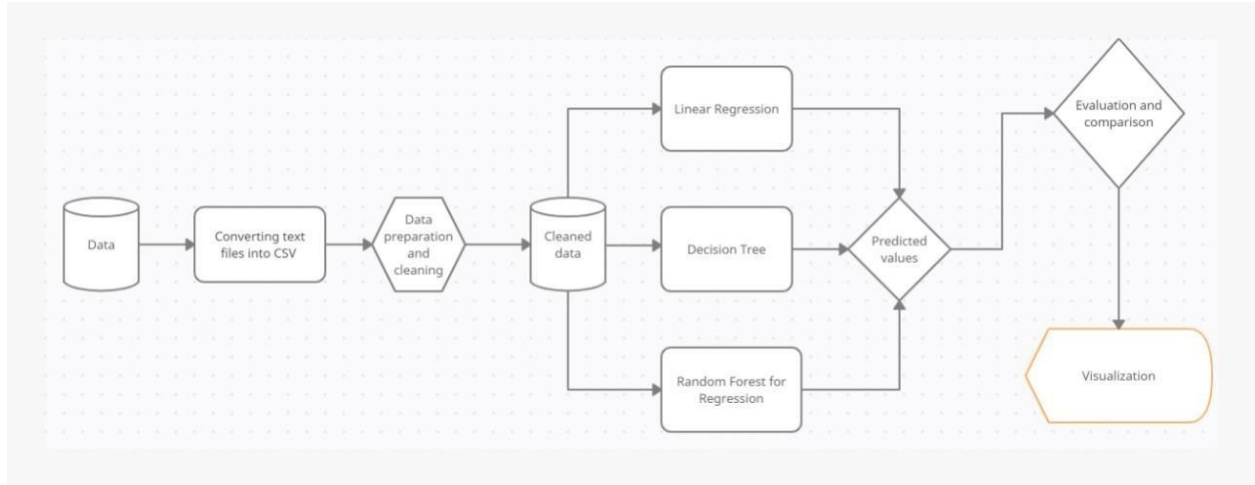 Data
Converting text
files into CSV
Data
preparation
and
cleaning
Cleaned
data
Linear Regression
Decision Tree
Random Forest for
Regression
Predicted
values
Evaluation and
comparison
Visualization